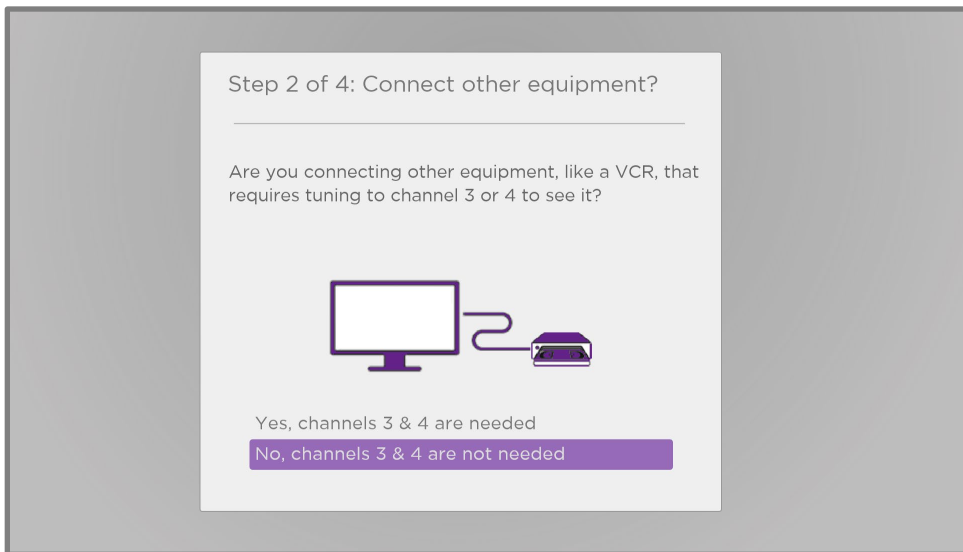 Step 2 of 4: Connect other equipment?
Are you connecting other equipment, like a VCR, that
requires tuning to channel 3 or 4 to see it?
Yes, channels 3 & 4 are needed
No, channels 3 & 4 are not needed